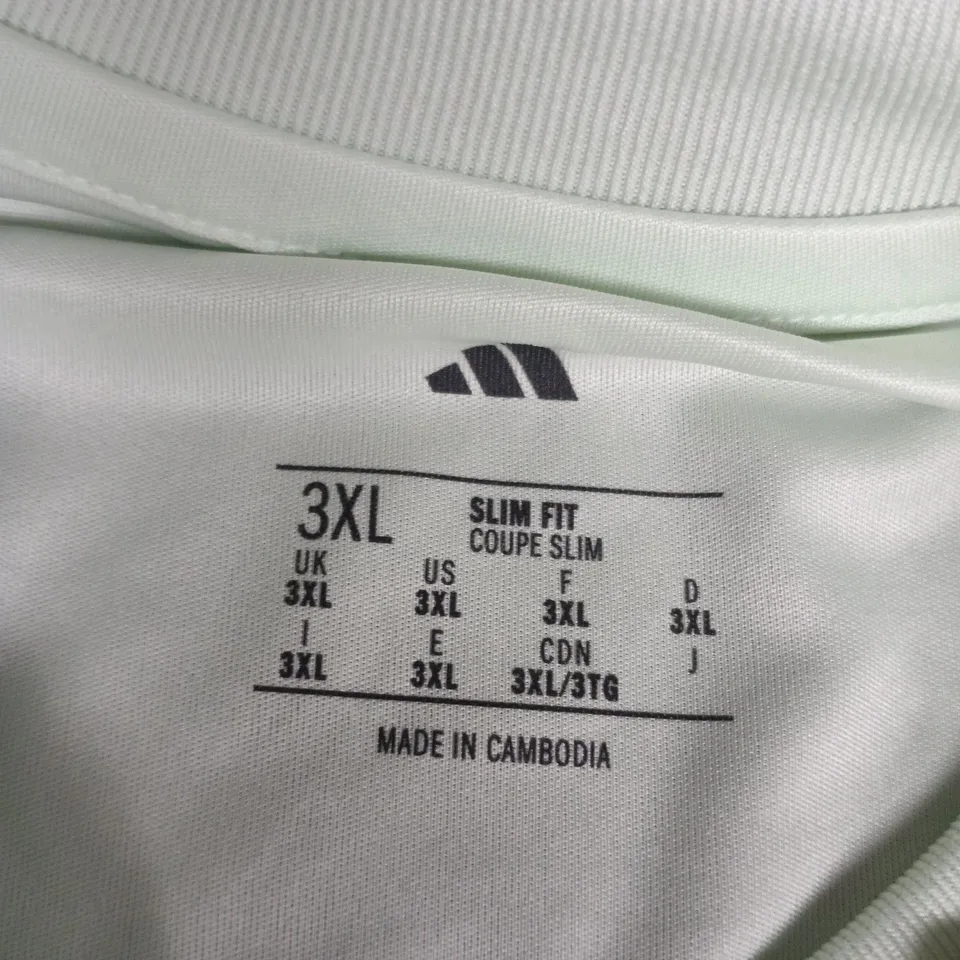 3XL SLIM FIT
COUPE SLIM
UK US F D
3XL 3XL 3XL 3XL
I E CDN J
3XL 3XL 3XL/3TG
MADE IN CAMBODIA